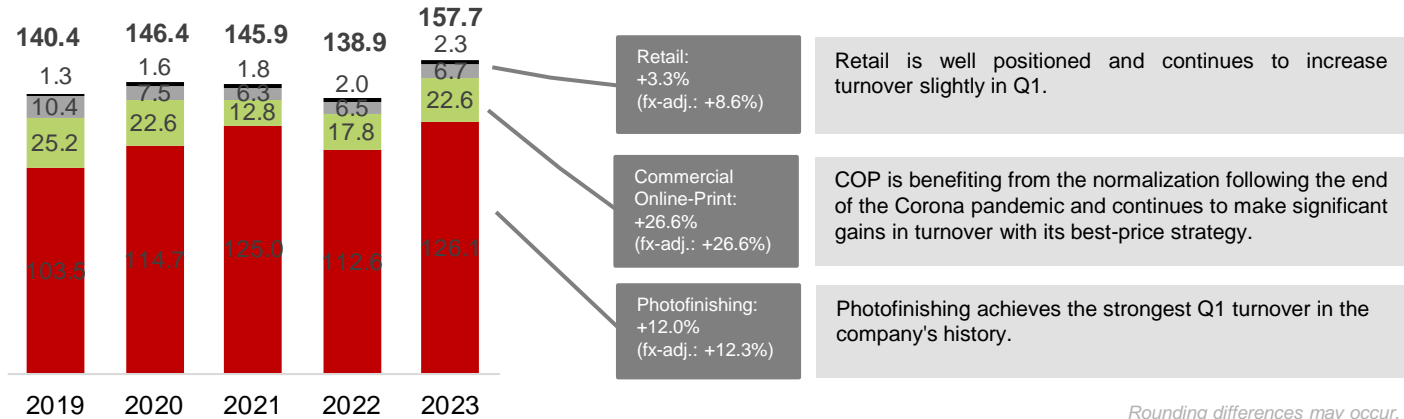 140.4
146.4
145.9
138.9
157.7
1.3
1.6
1.8
2.0
2.3
10.4
7.5
6.3
6.5
6.7
25.2
22.6
12.8
17.8
22.6
103.5
114.7
125.0
112.6
126.1
2019
2020
2021
2022
2023
Retail:
+3.3%
(fx-adj.: +8.6%)
Retail is well positioned and continues to increase
turnover slightly in Q1.
Commercial
Online-Print:
+26.6%
(fx-adj.: +26.6%)
COP is benefiting from the normalization following the end
of the Corona pandemic and continues to make significant
gains in turnover with its best-price strategy.
Photofinishing:
+12.0%
(fx-adj.: +12.3%)
Photofinishing achieves the strongest Q1 turnover in the
company's history.
Rounding differences may occur.